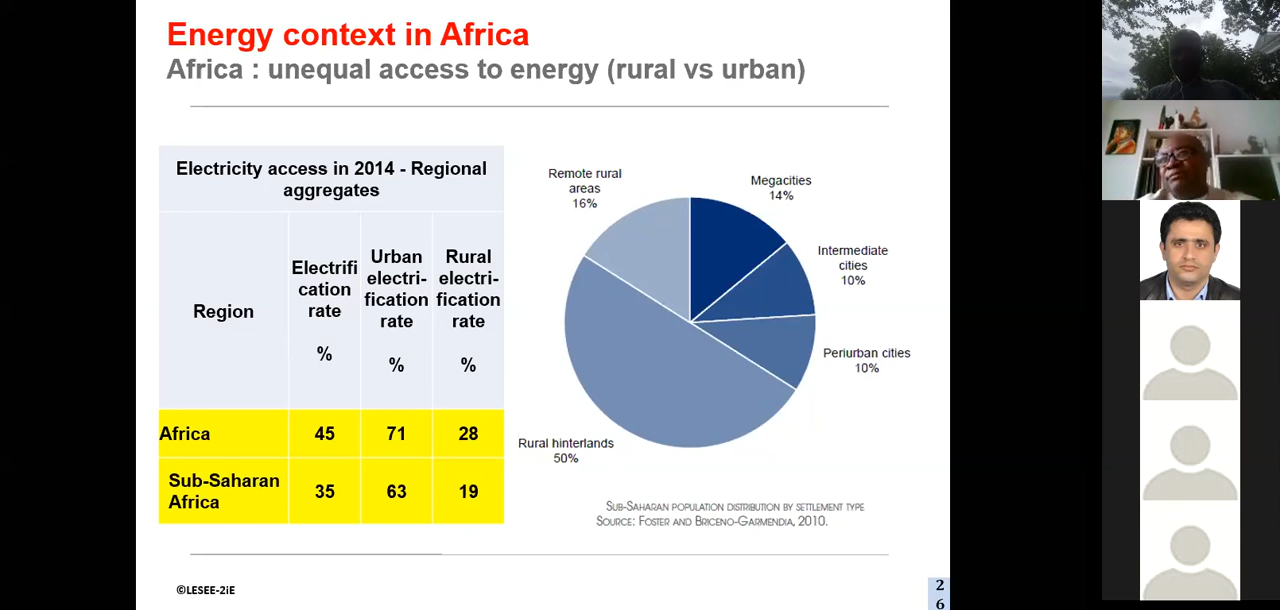 Energy context in Africa
Africa : unequal access to energy (rural vs urban)
Electricity access in 2014 - Regional
aggregates
Region
Electrifi
cation
rate
%
Urban
electri-
fication
rate
%
Rural
electri-
fication
rate
%
Africa
45
71
28
Sub-Saharan
Africa
35
63
19
Remote rural
areas
16%
Megacities
14%
Intermediate
cities
10%
Periurban cities
10%
Rural hinterlands
50%
Sub-Saharan population distribution by settlement type
Source: Foster and Briceno-Garmendia, 2010.
©LESEE-2iE
2
6